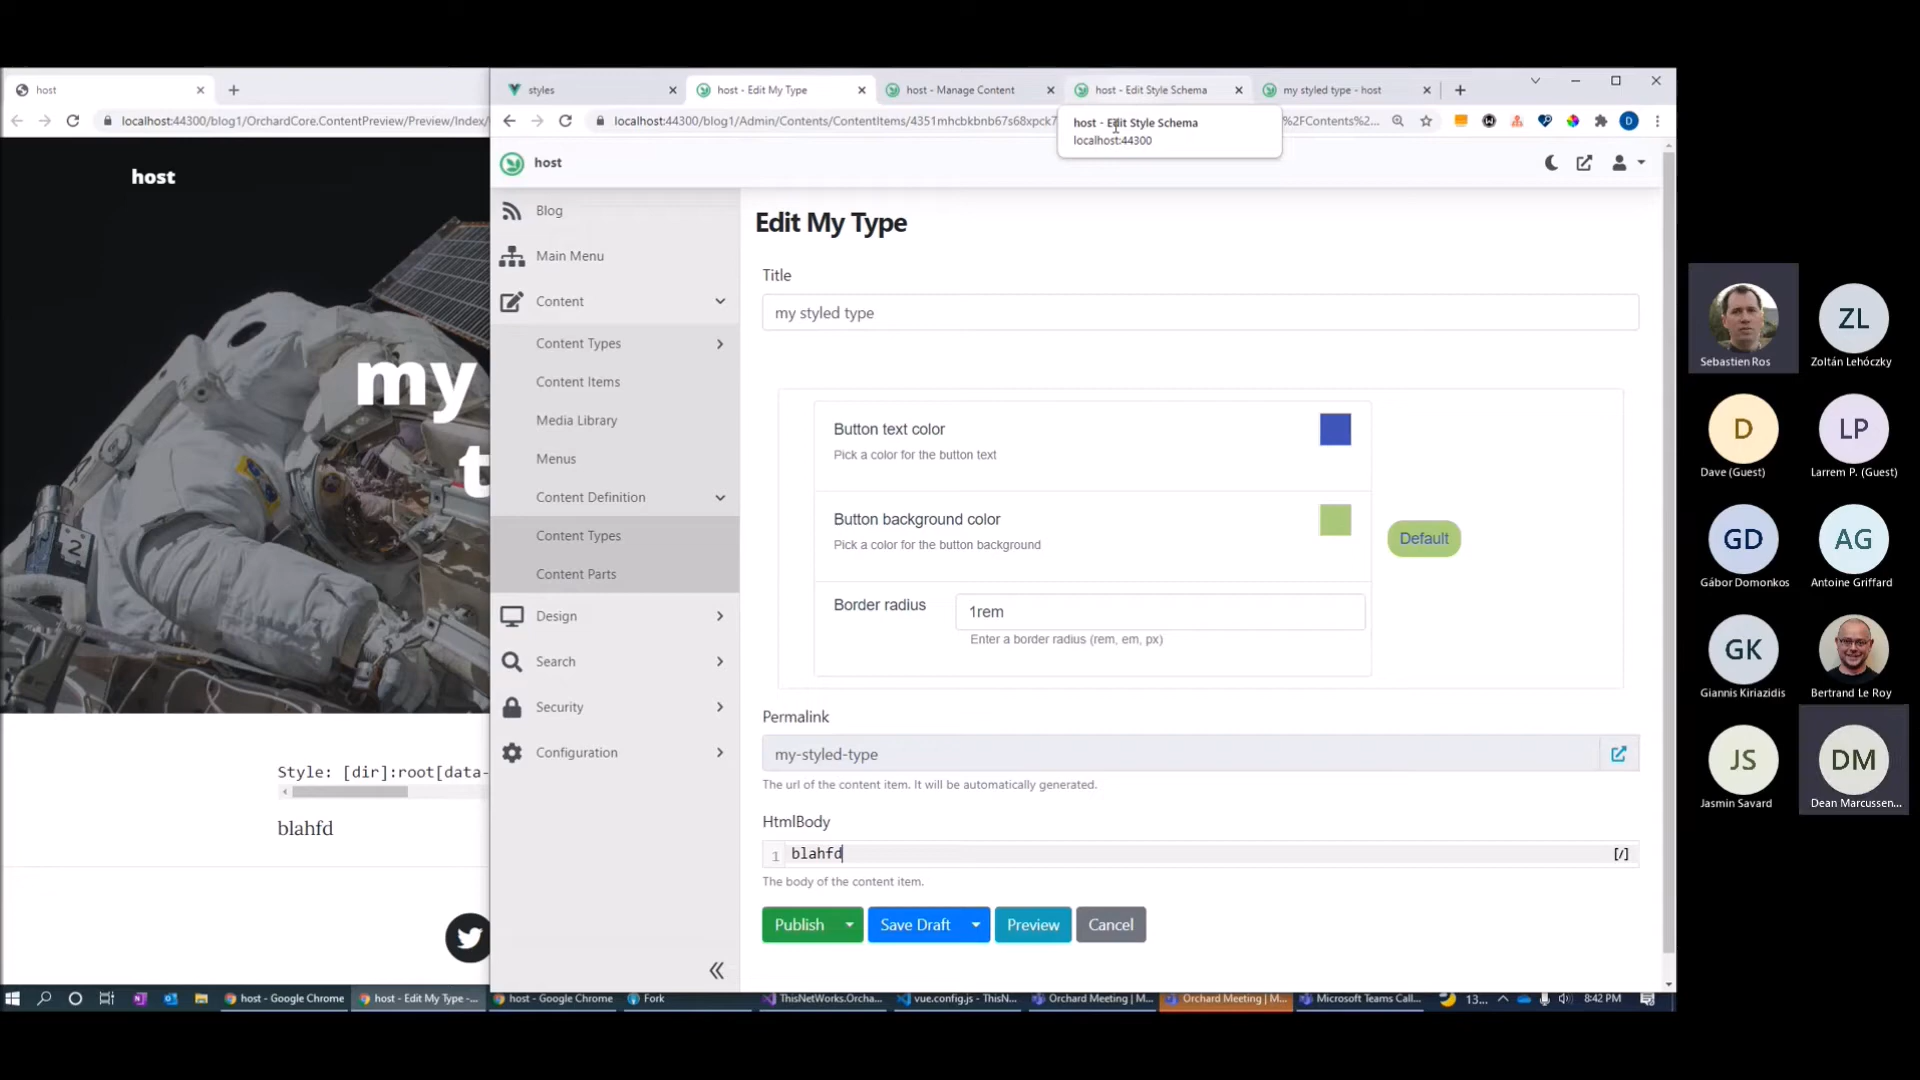 host
localhost:44300/blog1/OrchardCore.ContentPreview/Preview/Index/
host
my
t
Style: [dir]:root[data-
blahfd
styles
host - Edit My Type
host - Manage Content
host - Edit Style Schema
my styled type - host
localhost:44300/blog1/Admin/Contents/ContentItems/4351mhcbkbnb67s68xpck7
%2FContents%2...
D
host - Edit Style Schema
localhost:44300
host
Blog
Main Menu
Content
Content Types
Content Items
Media Library
Menus
Content Definition
Content Types
Content Parts
Design
Search
Security
Configuration
Edit My Type
Title
my styled type
Button text color
Pick a color for the button text
Button background color
Pick a color for the button background
Default
Border radius
1rem
Enter a border radius (rem, em, px)
Permalink
my-styled-type
The url of the content item. It will be automatically generated.
HtmlBody
1 blahfd
[/]
The body of the content item.
Publish
Save Draft
Preview
Cancel
Sebastien Ros
ZL
Zoltán Lehóczky
D
Dave (Guest)
LP
Larrem P. (Guest)
GD
Gábor Domonkos
AG
Antoine Griffard
GK
Giannis Kiriazidis
Bertrand Le Roy
JS
Jasmin Savard
DM
Dean Marcussen...
host - Google Chrome
host - Edit My Type -...
host - Google Chrome
Fork
ThisNetWorks.Orcha...
vue.config.js - ThisN...
Orchard Meeting | M...
Orchard Meeting | M...
Microsoft Teams Call...
13...
8:42 PM